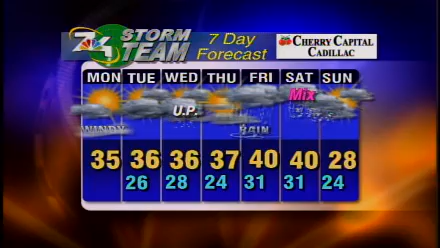 7&4 STORM TEAM
7 Day Forecast
CHERRY CAPITAL
CADILLAC
MON TUE WED THU FRI SAT SUN
Mix
U.P.
WINDY RAIN
35 36 36 37 40 40 28
26 28 24 31 31 24